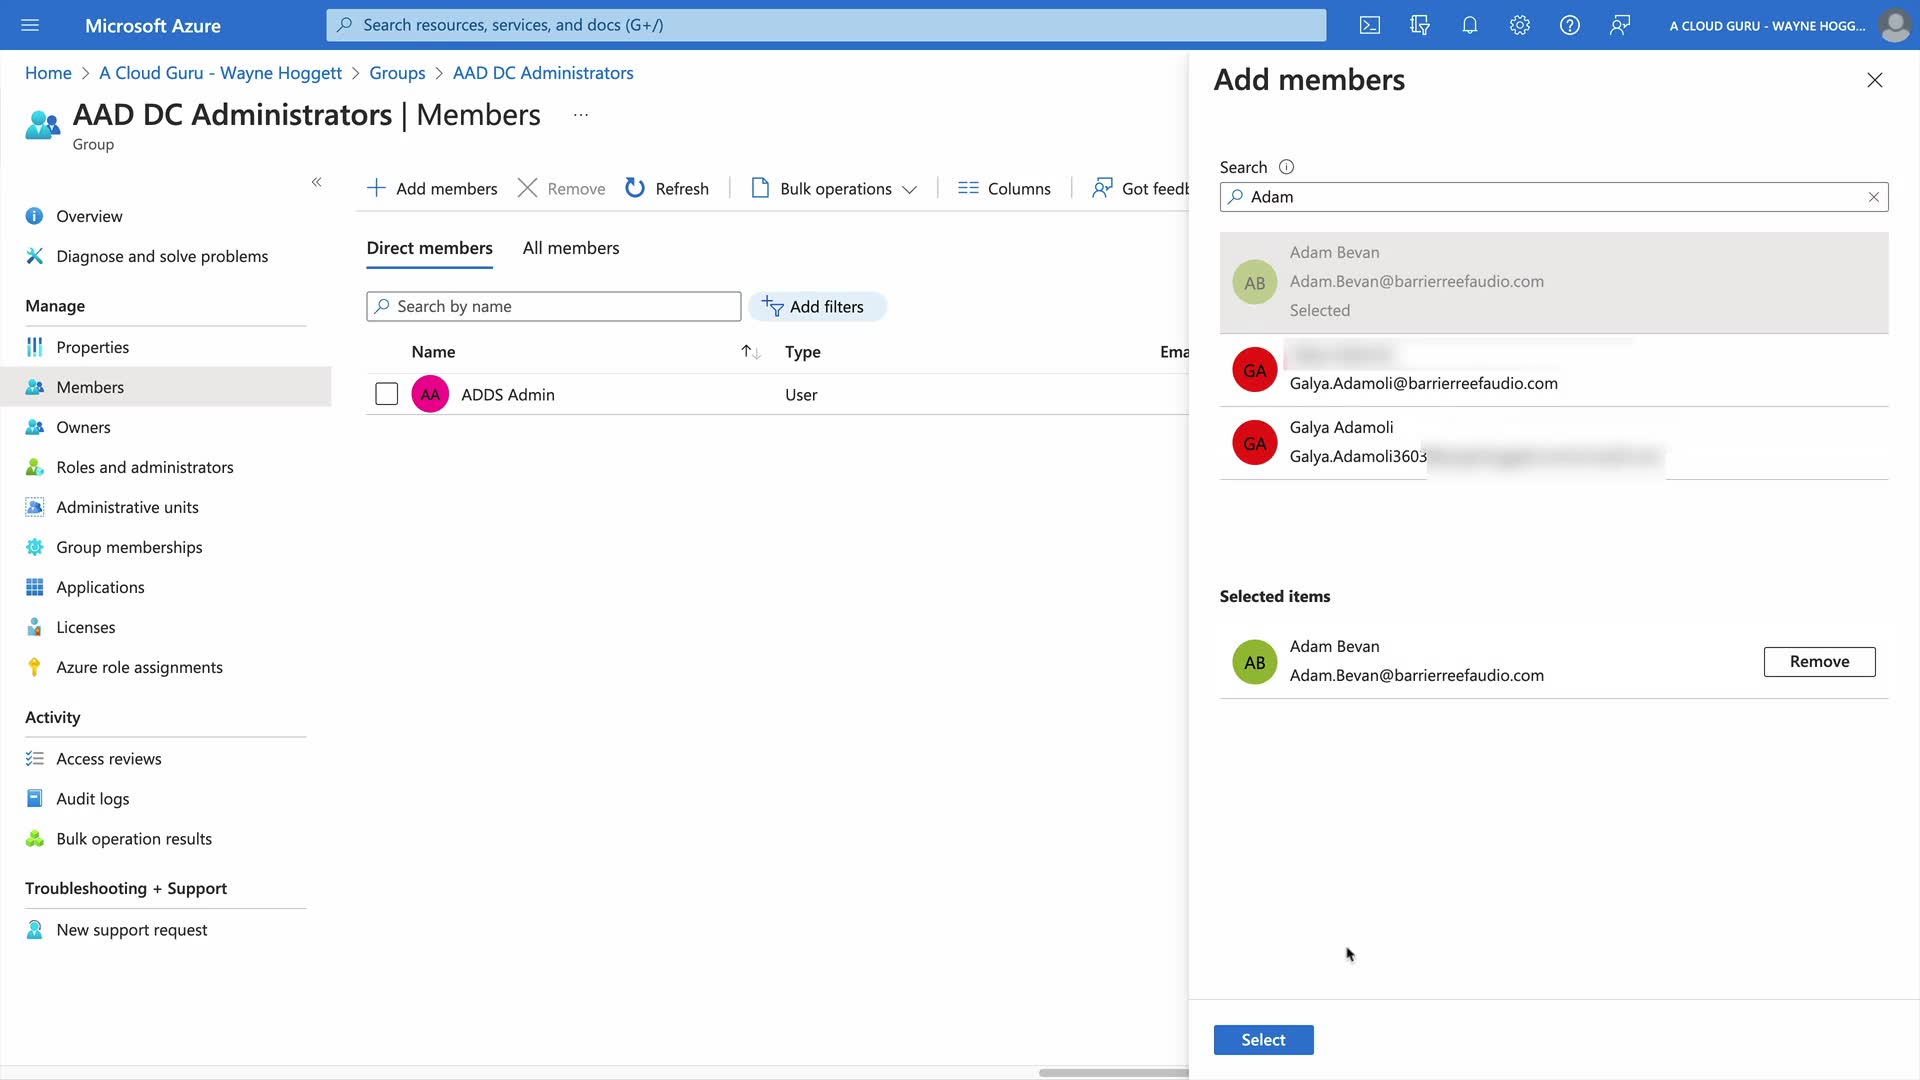 Microsoft Azure
Search resources, services, and docs (G+/)
A CLOUD GURU - WAYNE HOGG...
Home > A Cloud Guru - Wayne Hoggett > Groups > AAD DC Administrators
AAD DC Administrators | Members ...
Group
Overview
Diagnose and solve problems
Manage
Properties
Members
Owners
Roles and administrators
Administrative units
Group memberships
Applications
Licenses
Azure role assignments
Activity
Access reviews
Audit logs
Bulk operation results
Troubleshooting + Support
New support request
Add members Remove Refresh Bulk operations Columns Got feedb
Direct members All members
Search by name Add filters
Name Type Ema
AA ADDS Admin User
Add members
Search
Adam
AB
Adam Bevan
Adam.Bevan@barrierreefaudio.com
Selected
GA
Galya.Adamoli@barrierreefaudio.com
GA
Galya Adamoli
Galya.Adamoli3603
Selected items
AB
Adam Bevan
Adam.Bevan@barrierreefaudio.com
Remove
Select